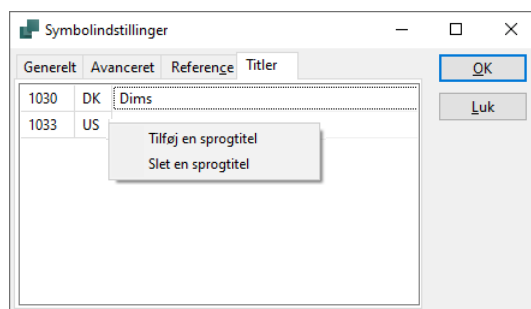 Symbolindstillinger
Generelt Avanceret Reference Titler
OK
1030 DK Dims
Luk
1033 US
Tilføj en sprogtitel
Slet en sprogtitel